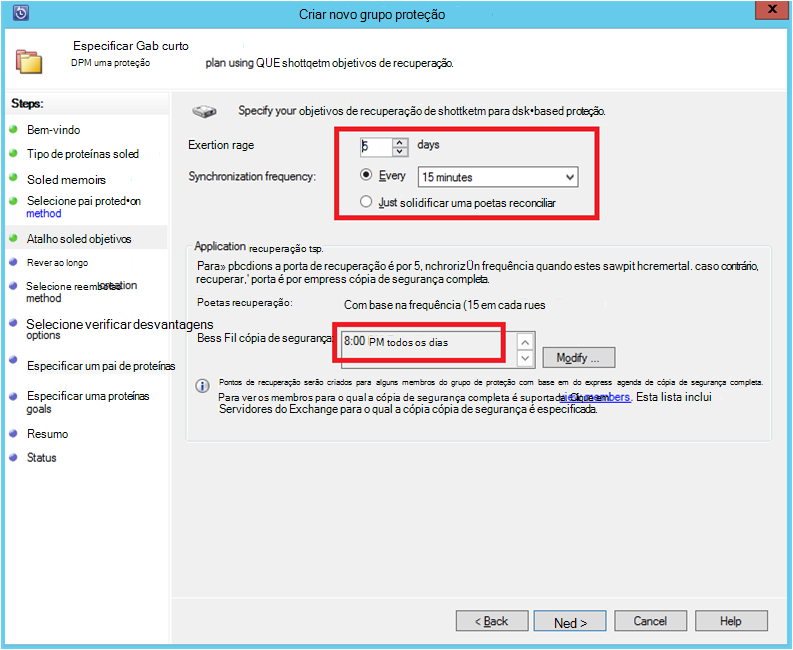 Criar novo grupo proteção
x
Especificar Gab curto
DPM uma proteção plan using QUE shottqetm objetivos de recuperação.
Steps:
Bem-vindo
Tipo de proteínas soled
Soled memoirs
Selecione pai proted•on
method
Atalho soled objetivos
Rever ao longo
Selecione creation
method
Selecione verificar desvantagens
options
Especificar um pai de proteínas
Especificar uma proteínas
goals
Resumo
Status
Specify your objetivos de recuperação de shottketm para dsk•based proteção.
Exertion rage 5 days
Synchronization frequency: Every 15 minutes
Just solidificar uma poetas reconciliar
Application recuperação tsp.
Para» pbcdions a porta de recuperação é por 5, nchrorizÜn frequência quando estes sawpit hcremertal. caso contrário,
recuperar,' porta é por empress cópia de segurança completa.
Poetas recuperação: Com base na frequência (15 em cada rues
Bess Fil cópia de segurança: 8:00 PM todos os dias
Modify ...
Pontos de recuperação serão criados para alguns membros do grupo de proteção com base em do express agenda de cópia de segurança completa.
Para ver os membros para o qual a cópia de segurança completa é suportada, members. Esta lista inclui
Servidores do Exchange para o qual a cópia cópia de segurança é especificada.
< Back
Ned >
Cancel
Help